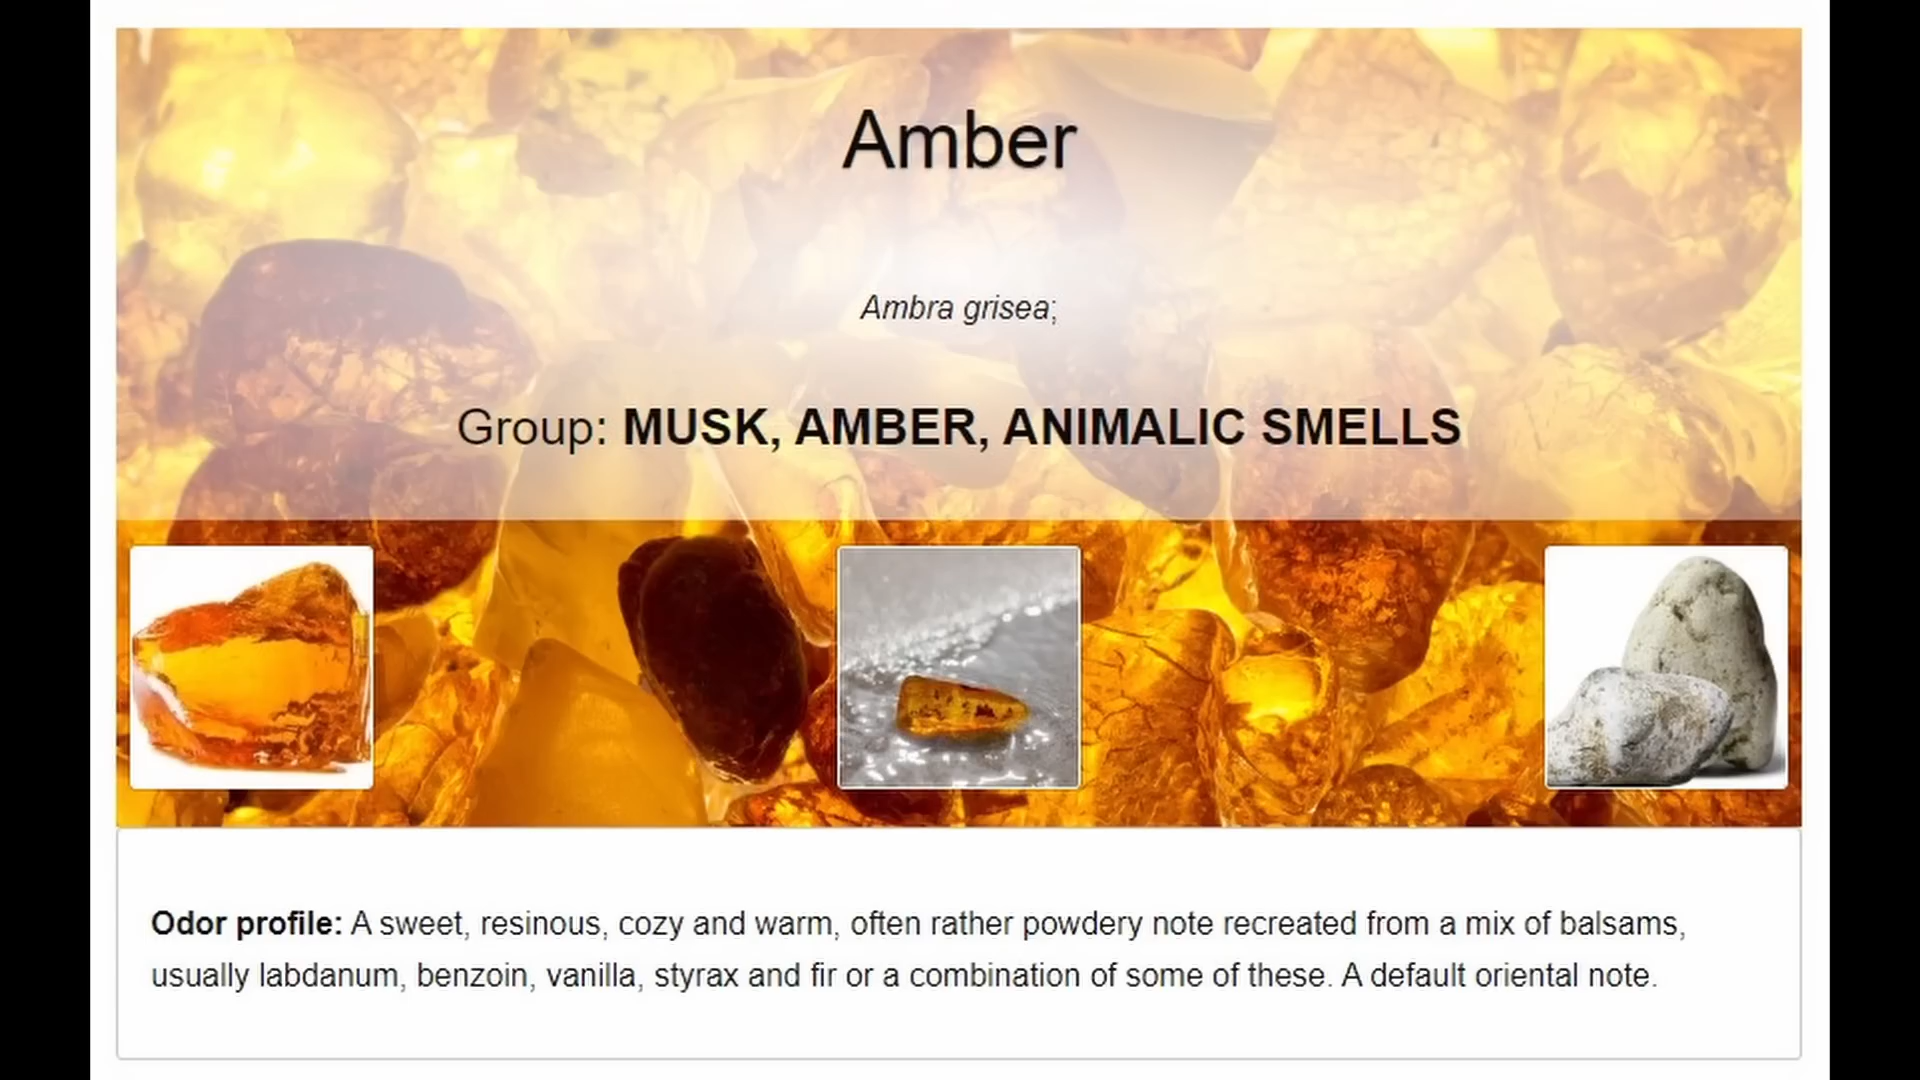 Amber
Ambra grisea;
Group: MUSK, AMBER, ANIMALIC SMELLS
Odor profile: A sweet, resinous, cozy and warm, often rather powdery note recreated from a mix of balsams,
usually labdanum, benzoin, vanilla, styrax and fir or a combination of some of these. A default oriental note.